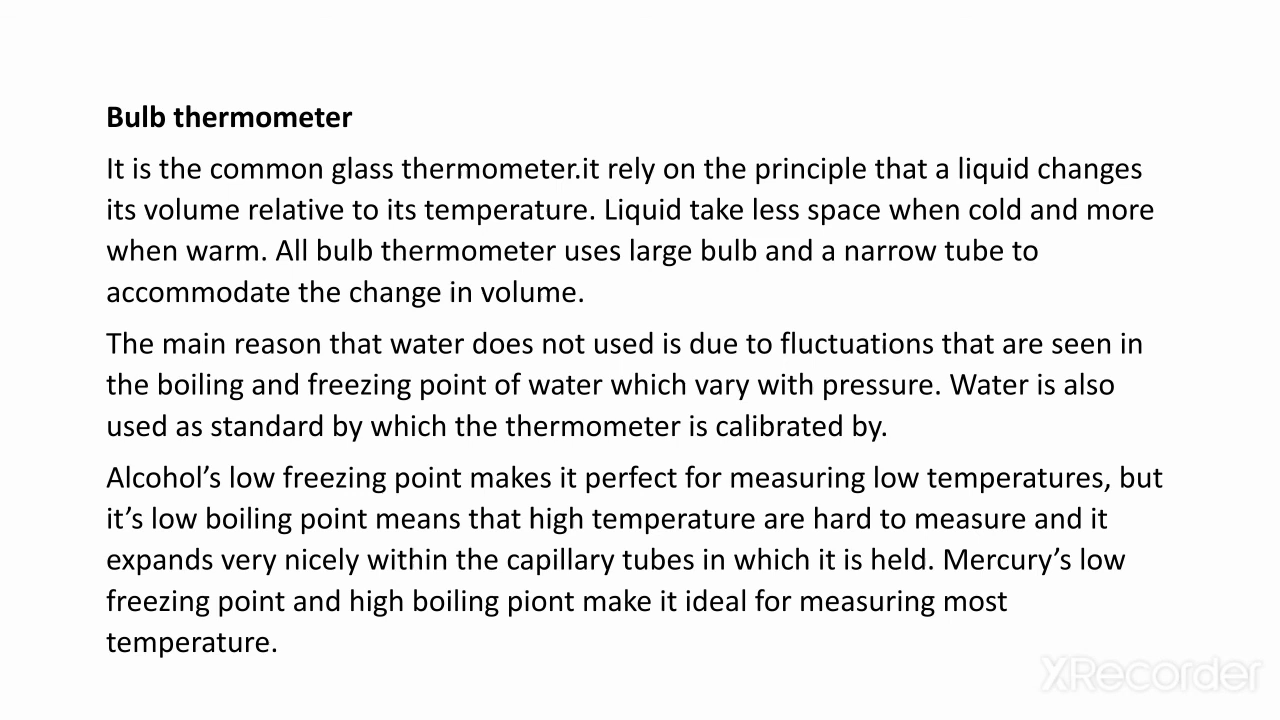 Bulb thermometer
It is the common glass thermometer.it rely on the principle that a liquid changes
its volume relative to its temperature. Liquid take less space when cold and more
when warm. All bulb thermometer uses large bulb and a narrow tube to
accommodate the change in volume.
The main reason that water does not used is due to fluctuations that are seen in
the boiling and freezing point of water which vary with pressure. Water is also
used as standard by which the thermometer is calibrated by.
Alcohol’s low freezing point makes it perfect for measuring low temperatures, but
it’s low boiling point means that high temperature are hard to measure and it
expands very nicely within the capillary tubes in which it is held. Mercury’s low
freezing point and high boiling piont make it ideal for measuring most
temperature.
XRecorder